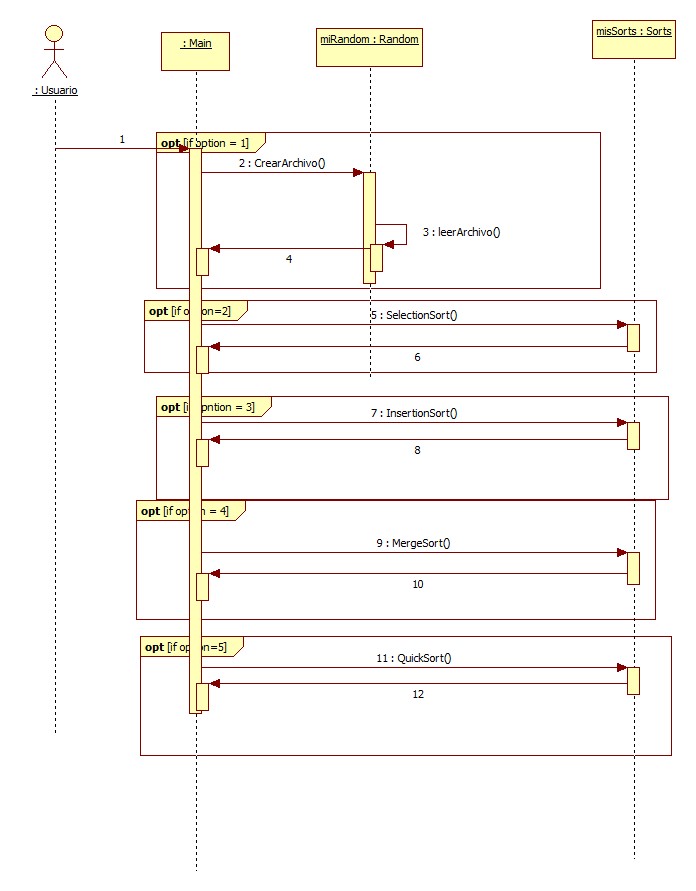 : Usuario
: Main
miRandom : Random
misSorts : Sorts
1
opt [if option = 1]
2 : CrearArchivo()
3 : leerArchivo()
4
opt [if option=2]
5 : SelectionSort()
6
opt [if opntion = 3]
7 : InsertionSort()
8
opt [if option = 4]
9 : MergeSort()
10
opt [if option=5]
11 : QuickSort()
12